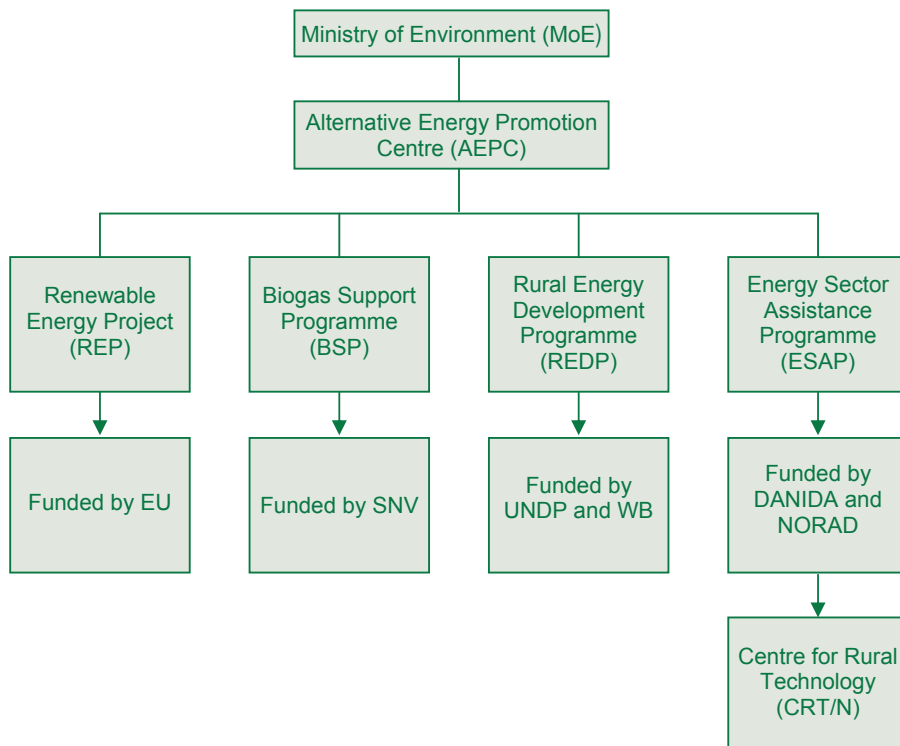 Ministry of Environment (MoE)
Alternative Energy Promotion
Centre (AEPC)
Renewable
Energy Project
(REP)
Biogas Support
Programme
(BSP)
Rural Energy
Development
Programme
(REDP)
Energy Sector
Assistance
Programme
(ESAP)
Funded by EU
Funded by SNV
Funded by
UNDP and WB
Funded by
DANIDA and
NORAD
Centre for Rural
Technology
(CRT/N)